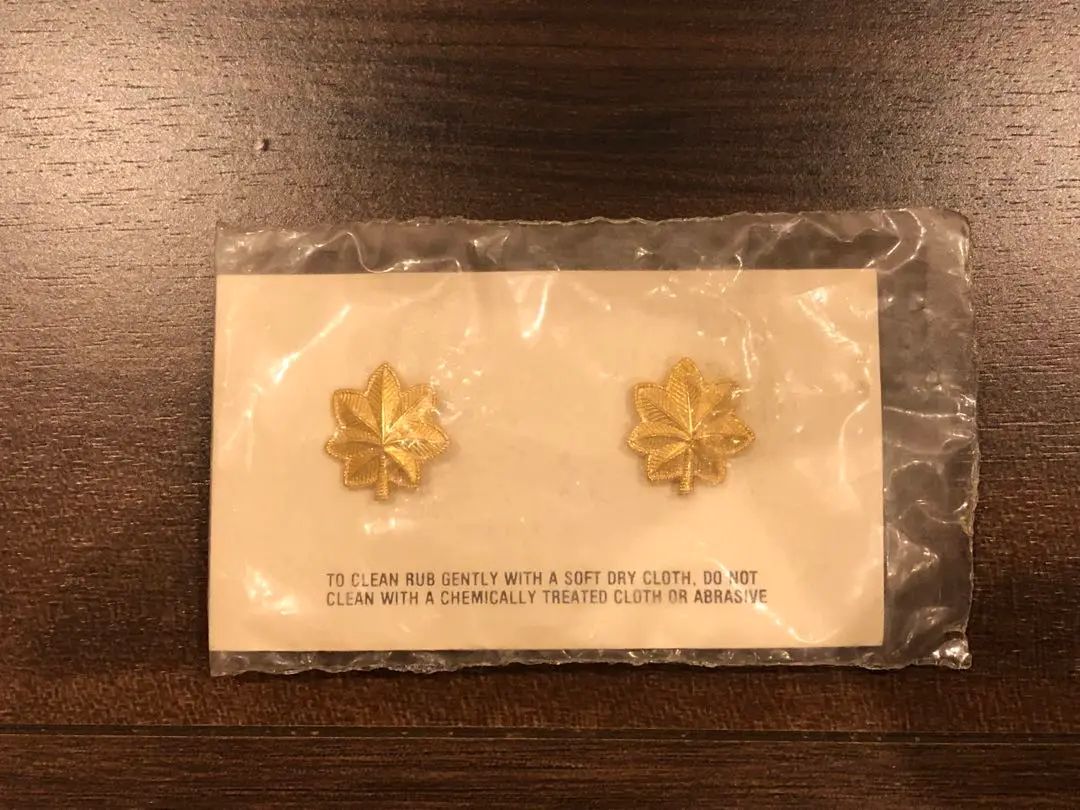 TO CLEAN RUB GENTLY WITH A SOFT DRY CLOTH, DO NOT
CLEAN WITH A CHEMICALLY TREATED CLOTH OR ABRASIVE